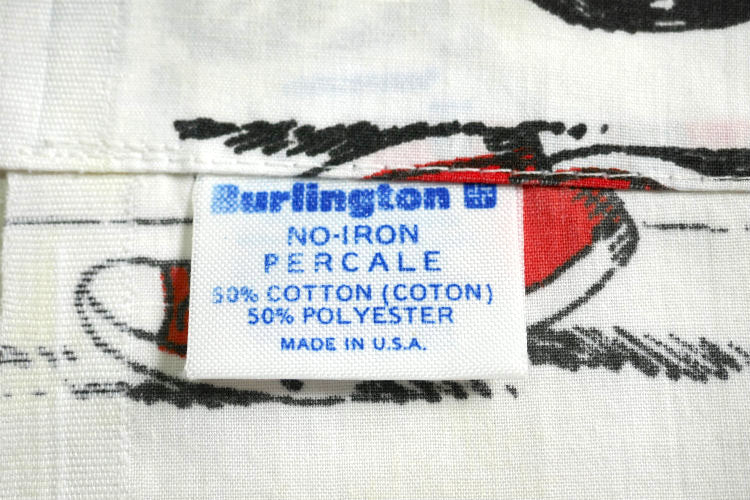 Burlington
NO-IRON
PERCALE
50% COTTON (COTON)
50% POLYESTER
MADE IN U.S.A.